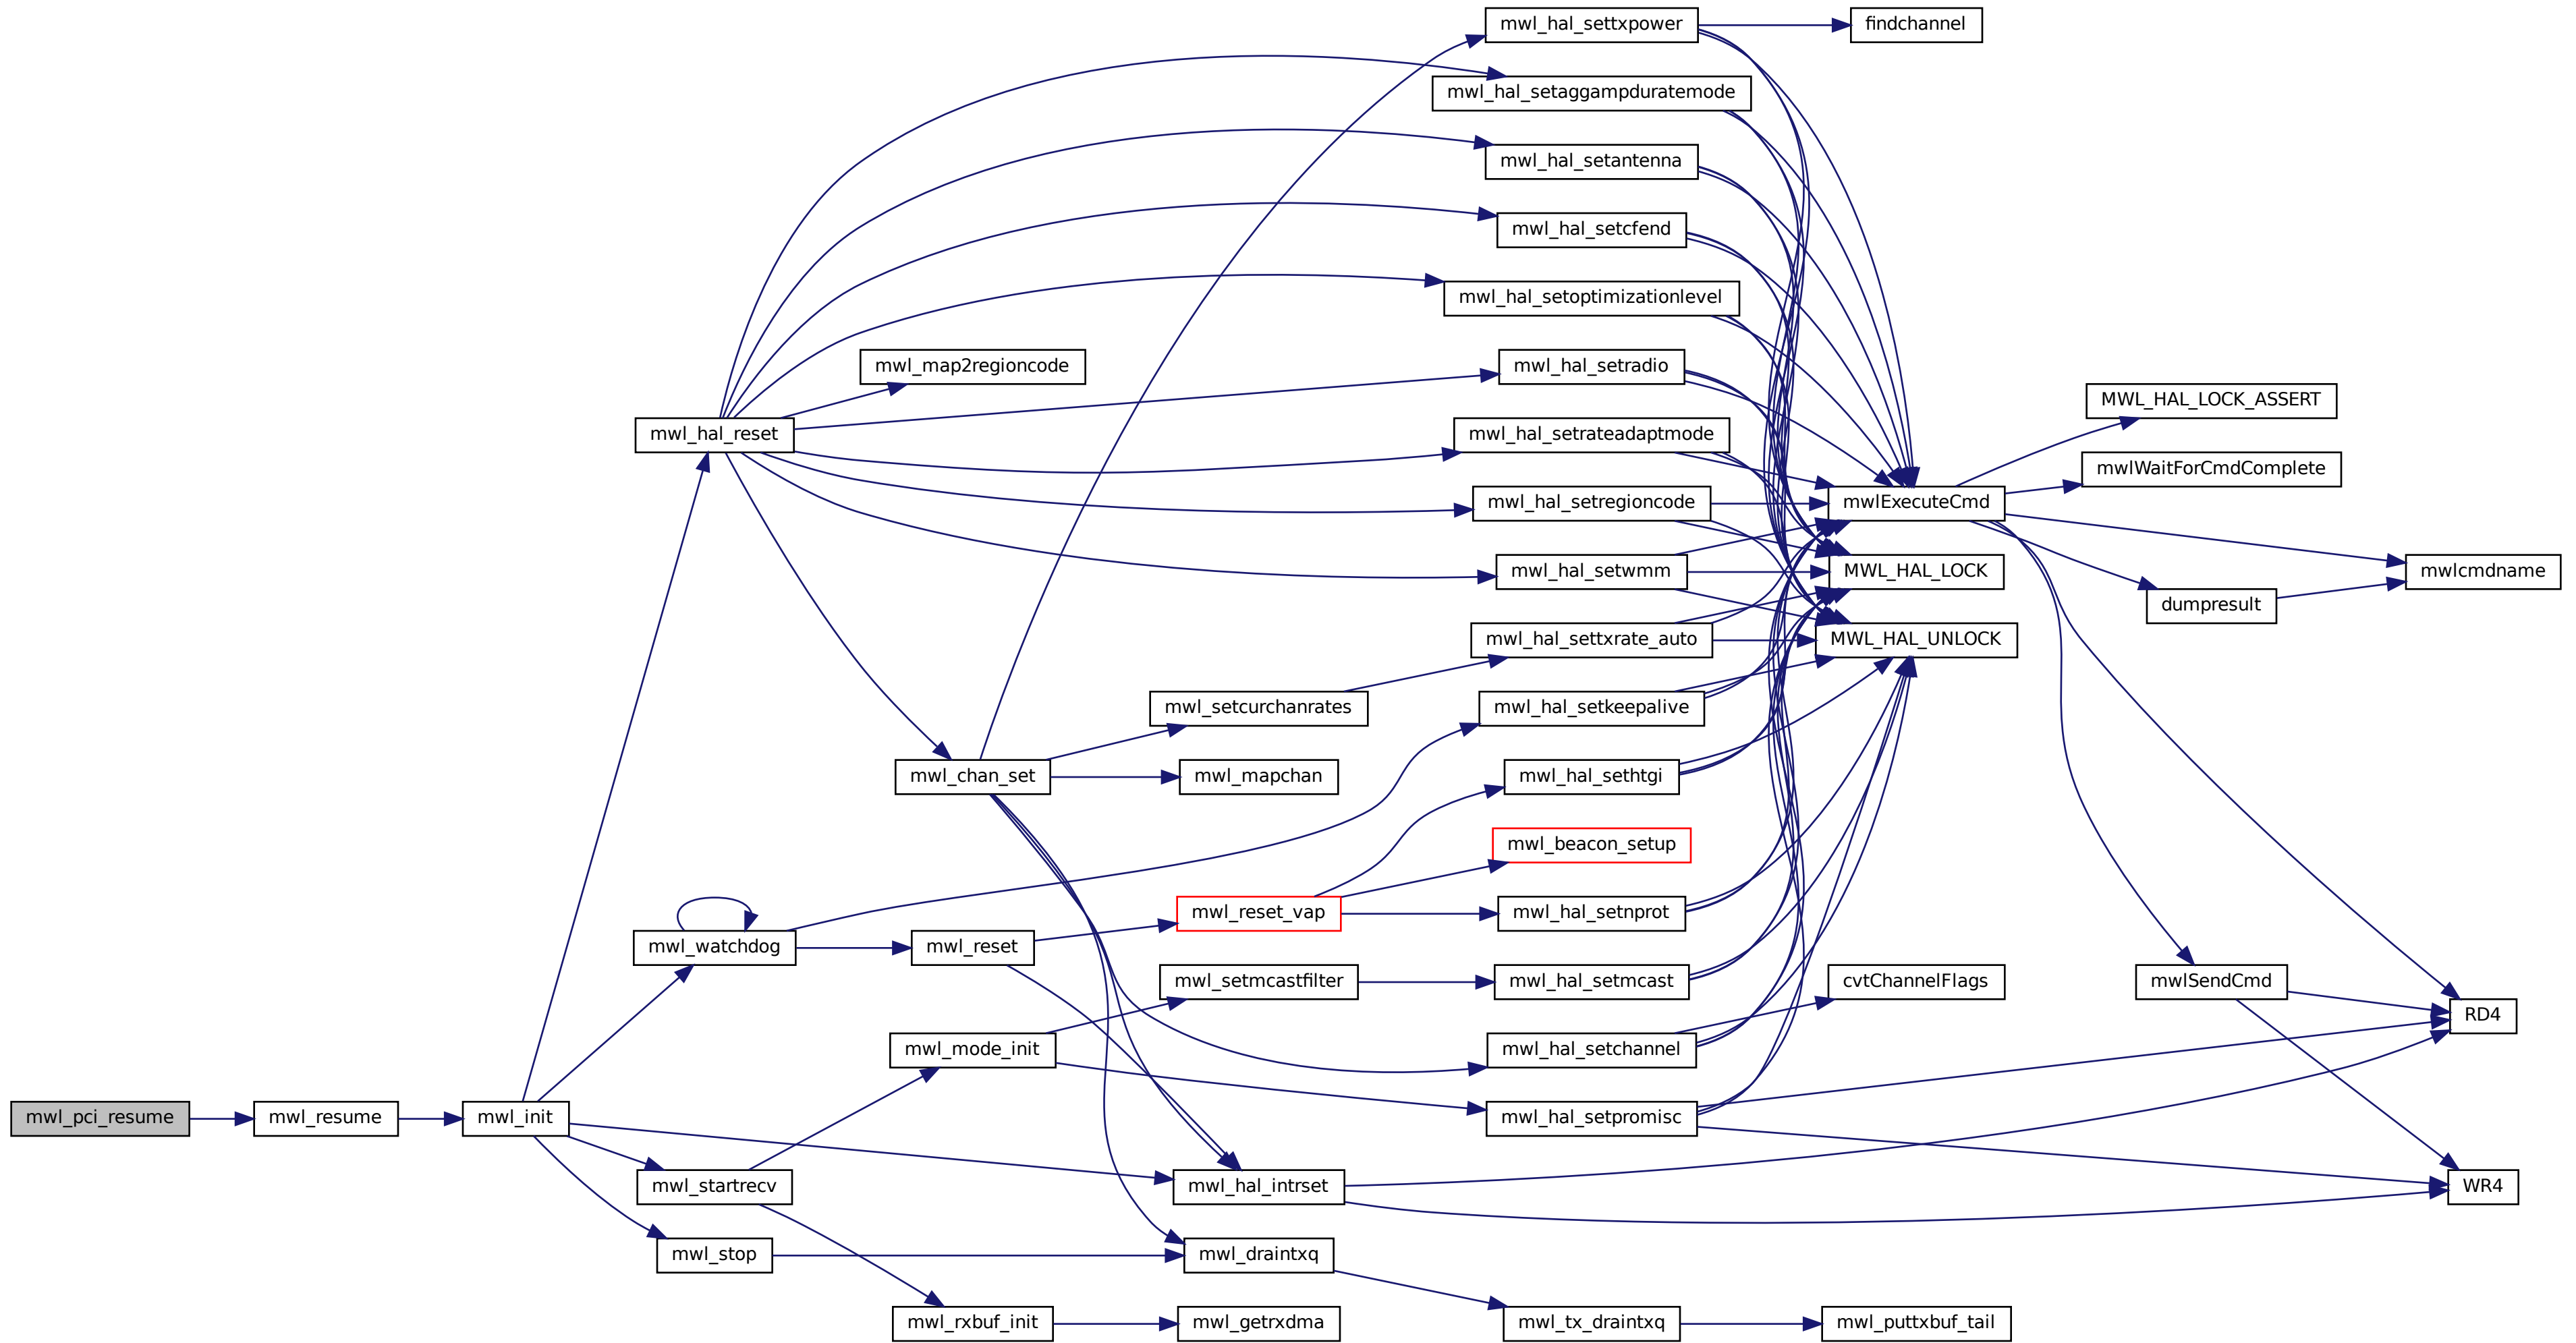 mwl_hal_settxpower
findchannel
mwl_hal_setaggampduratemode
mwl_hal_setantenna
mwl_hal_setcfend
mwl_hal_setoptimizationlevel
mwl_map2regioncode
mwl_hal_setradio
MWL_HAL_LOCK_ASSERT
mwl_hal_reset
mwl_hal_setrateadaptmode
mwlWaitForCmdComplete
mwl_hal_setregioncode
mwlExecuteCmd
mwl_hal_setwmm
MWL_HAL_LOCK
mwlcmdname
dumpresult
mwl_hal_settxrate_auto
MWL_HAL_UNLOCK
mwl_setcurchanrates
mwl_hal_setkeepalive
mwl_chan_set
mwl_mapchan
mwl_hal_sethtgi
mwl_beacon_setup
mwl_reset_vap
mwl_hal_setnprot
mwl_watchdog
mwl_reset
mwl_setmcastfilter
mwl_hal_setmcast
cvtChannelFlags
mwlSendCmd
RD4
mwl_mode_init
mwl_hal_setchannel
mwl_pci_resume
mwl_resume
mwl_init
mwl_hal_setpromisc
mwl_startrecv
mwl_hal_intrset
WR4
mwl_stop
mwl_draintxq
mwl_rxbuf_init
mwl_getrxdma
mwl_tx_draintxq
mwl_puttxbuf_tail